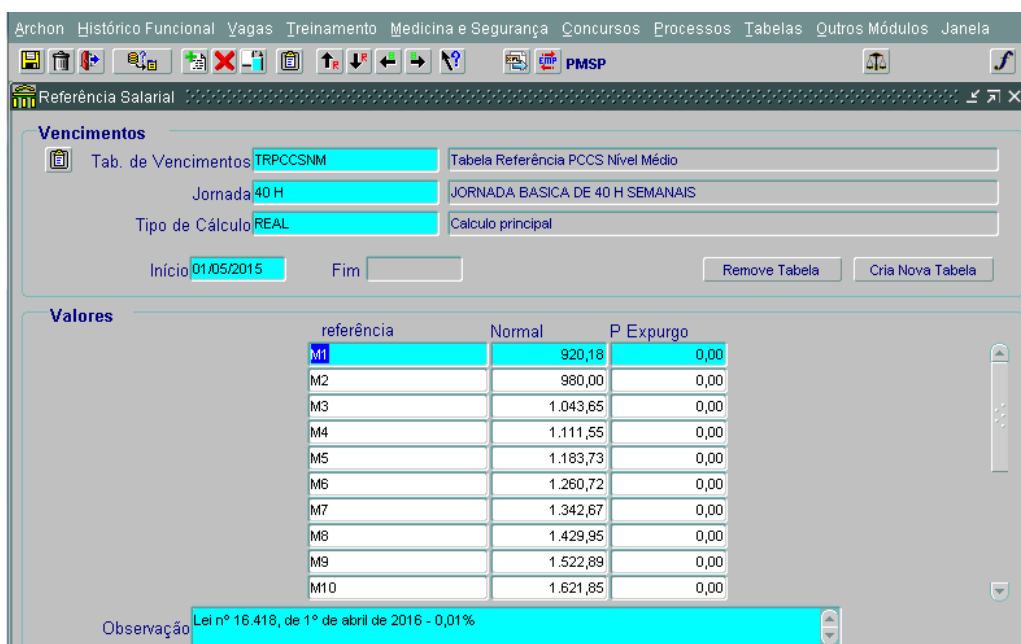 Archon Histórico Funcional Vagas Treinamento Medicina e Segurança Concursos Processos Tabelas Outros Módulos Janela
PMSP
Referência Salarial
Vencimentos
Tab. de Vencimentos TRPCCSNM Tabela Referência PCCS Nível Médio
Jornada 40 H JORNADA BASICA DE 40 H SEMANAIS
Tipo de Cálculo REAL Calculo principal
Início 01/05/2015 Fim Remove Tabela Cria Nova Tabela
Valores
referência Normal P Expurgo
M1 920,18 0,00
M2 980,00 0,00
M3 1.043,65 0,00
M4 1.111,55 0,00
M5 1.183,73 0,00
M6 1.260,72 0,00
M7 1.342,67 0,00
M8 1.429,95 0,00
M9 1.522,89 0,00
M10 1.621,85 0,00
Observação Lei nº 16.418, de 1º de abril de 2016 - 0,01%